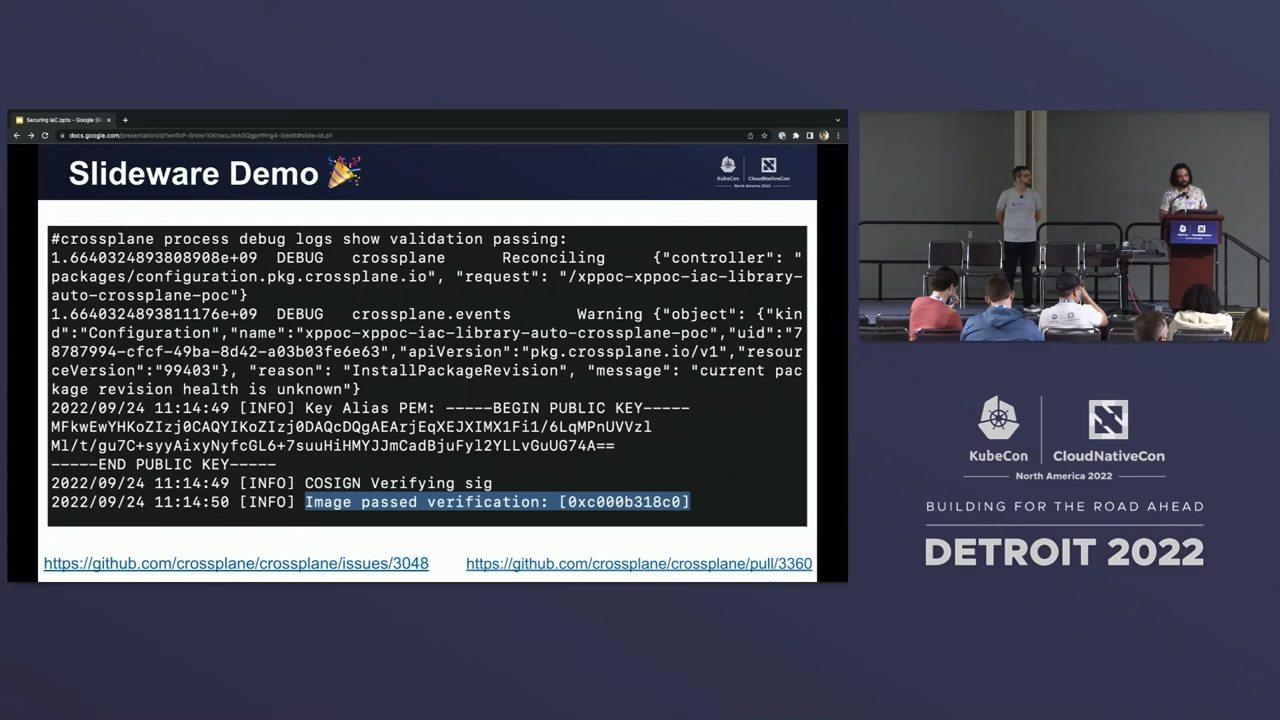 Securing IaC.pptx - Google Sli
docs.google.com
Slideware Demo 🎉
KubeCon
CloudNativeCon
North America 2022
#crossplane process debug logs show validation passing:
1.6640324893808908e+09 DEBUG crossplane Reconciling {"controller": "
packages/configuration.pkg.crossplane.io", "request": "/xppoc-xppoc-iac-library-
auto-crossplane-poc"}
1.6640324893811176e+09 DEBUG crossplane.events Warning {"object": {"kin
d":"Configuration","name":"xppoc-xppoc-iac-library-auto-crossplane-poc","uid":"7
8787994-cfcf-49ba-8d42-a03b03fe6e63","apiVersion":"pkg.crossplane.io/v1","resour
ceVersion":"99403"}, "reason": "InstallPackageRevision", "message": "current pac
kage revision health is unknown"}
2022/09/24 11:14:49 [INFO] Key Alias PEM: -----BEGIN PUBLIC KEY-----
MFkwEwYHKoZIzj0CAQYIKoZIzj0DAQcDQgAEArjEqXEJXIMX1Fi1/6LqMPnUVVzl
Ml/t/gu7C+syyAixyNyfcGL6+7suuHiHMYJJmCadBjuFyl2YLLvGuUG74A==
-----END PUBLIC KEY-----
2022/09/24 11:14:49 [INFO] COSIGN Verifying sig
2022/09/24 11:14:50 [INFO] Image passed verification: [0xc000b318c0]
https://github.com/crossplane/crossplane/issues/3048
https://github.com/crossplane/crossplane/pull/3360
KubeCon
CloudNativeCon
North America 2022
BUILDING FOR THE ROAD AHEAD
DETROIT 2022